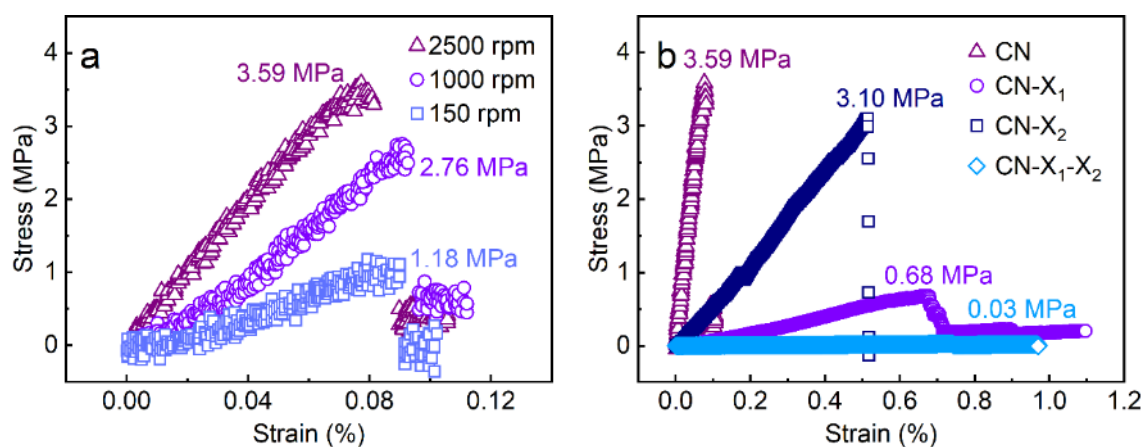 a
2500 rpm
1000 rpm
150 rpm
3.59 MPa
2.76 MPa
1.18 MPa
4
3
2
1
0
Stress (MPa)
0.00
0.04
0.08
0.12
Strain (%)
b
CN
CN-X₁
CN-X₂
CN-X₁-X₂
3.59 MPa
3.10 MPa
0.68 MPa
0.03 MPa
4
3
2
1
0
Stress (MPa)
0.0
0.2
0.4
0.6
0.8
1.0
1.2
Strain (%)